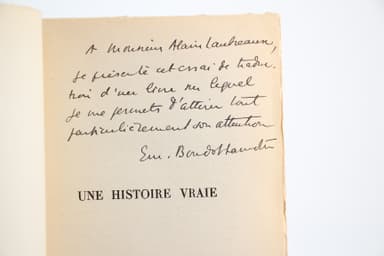 A Monsieur Alain Laubreaux,
je présente cet essai de traduc
tion d'un livre sur lequel
je me permets d'attirer tout
particulièrement son attention
Em.
UNE HISTOIRE VRAIE